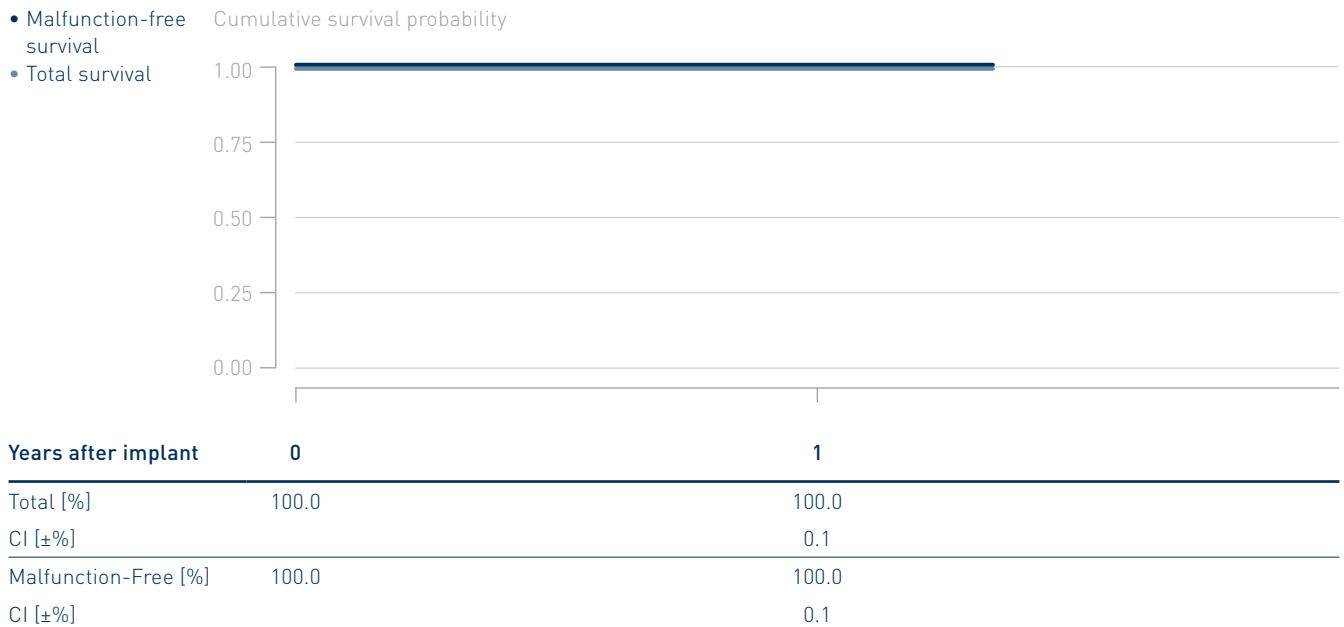 • Malfunction-free
survival
• Total survival
Cumulative survival probability
1.00
0.75
0.50
0.25
0.00
Years after implant 0 1
Total [%] 100.0 100.0
CI [±%] 0.1
Malfunction-Free [%] 100.0 100.0
CI [±%] 0.1